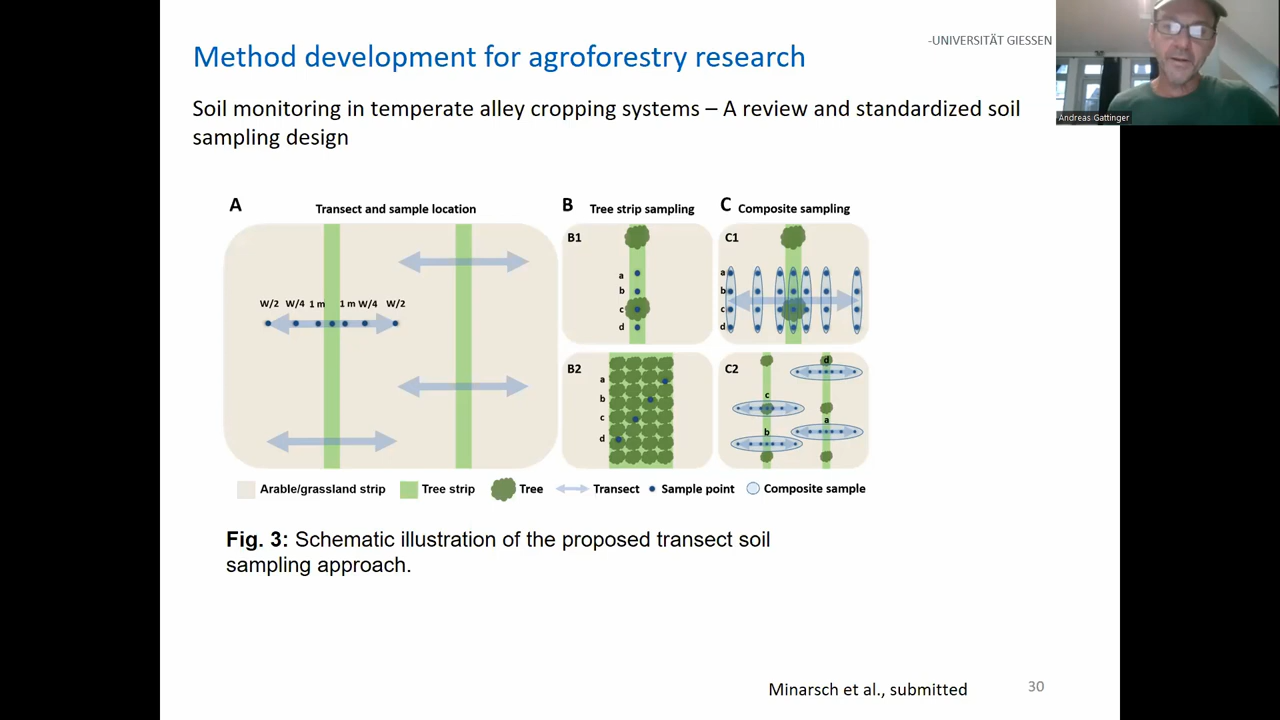 -UNIVERSITÄT GIESSEN
Andreas Gattinger
Method development for agroforestry research
Soil monitoring in temperate alley cropping systems – A review and standardized soil
sampling design
A Transect and sample location
W/2 W/4 1 m 1 m W/4 W/2
B Tree strip sampling
B1
a
b
c
d
B2
a
b
c
d
C Composite sampling
C1
a
b
c
d
C2
d
c
a
b
Arable/grassland strip Tree strip Tree Transect Sample point Composite sample
Fig. 3: Schematic illustration of the proposed transect soil
sampling approach.
Minarsch et al., submitted
30